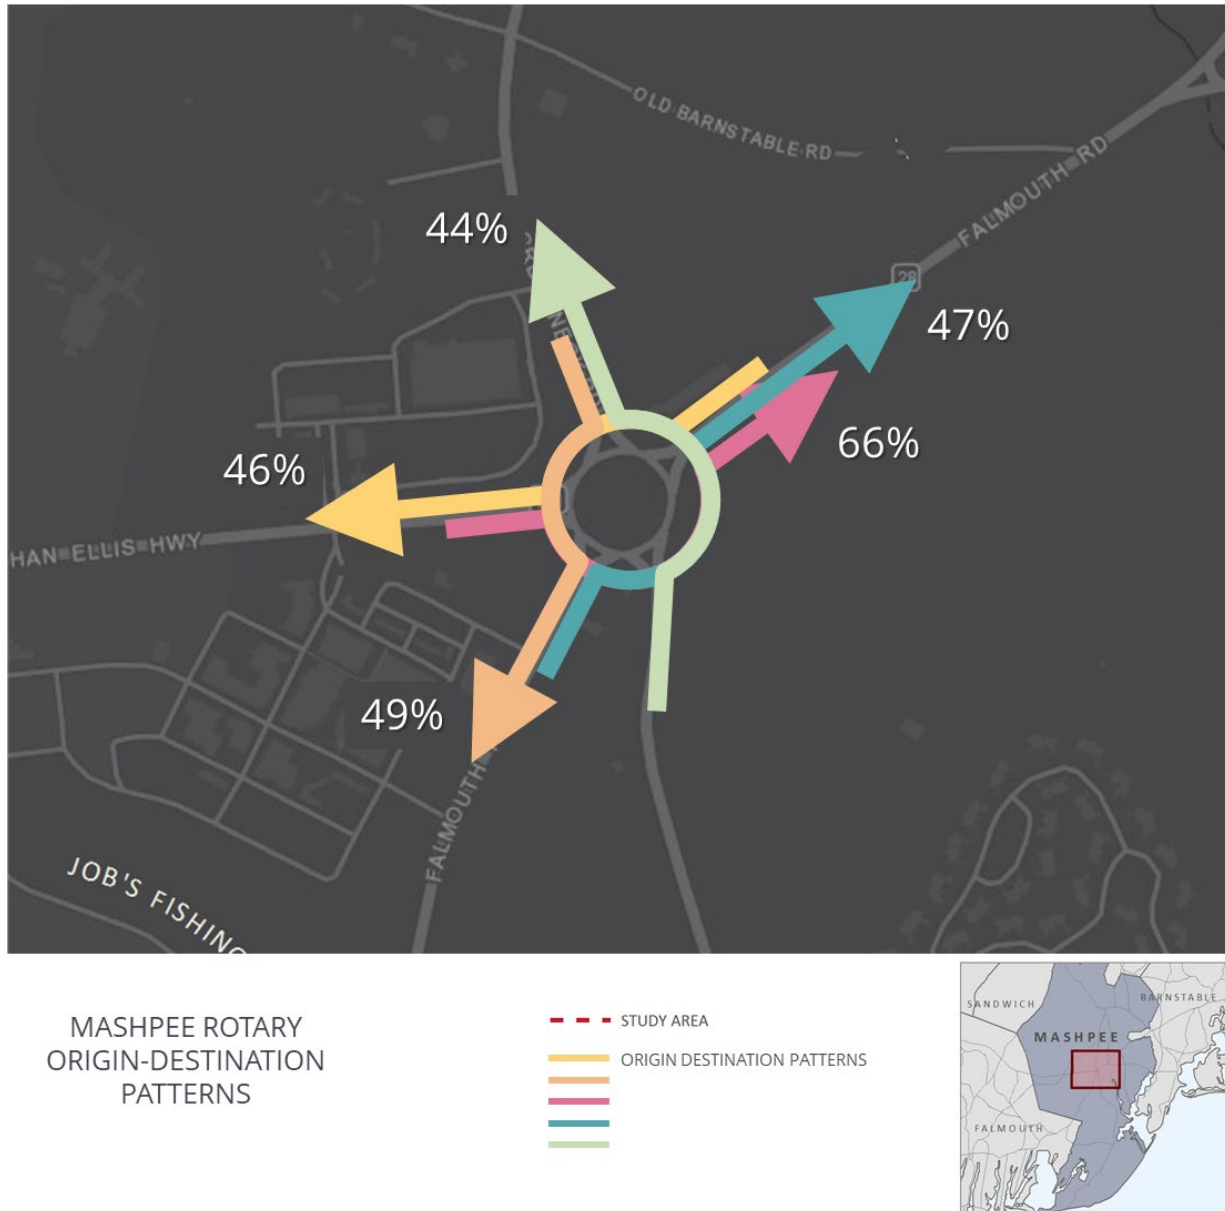 OLD BARNSTABLE RD
FALMOUTH RD
44%
28
47%
66%
46%
HAN ELLIS HWY
49%
FALMOUTH
JOB'S FISHING
MASHPEE ROTARY
ORIGIN-DESTINATION
PATTERNS
STUDY AREA
ORIGIN DESTINATION PATTERNS
SANDWICH
BARNSTABLE
MASHPEE
FALMOUTH